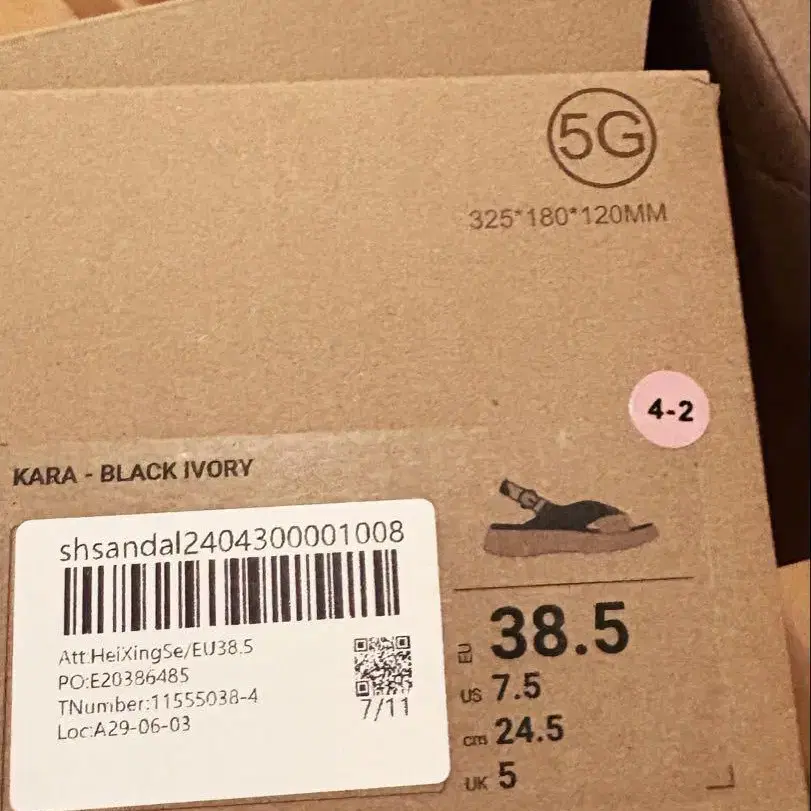 5G
325*180*120MM
4-2
KARA - BLACK IVORY
shsandal2404300001008
Att:HeiXingSe/EU38.5
PO:E20386485
TNumber:11555038-4
Loc:A29-06-03
7/11
EU 38.5
US 7.5
cm 24.5
UK 5